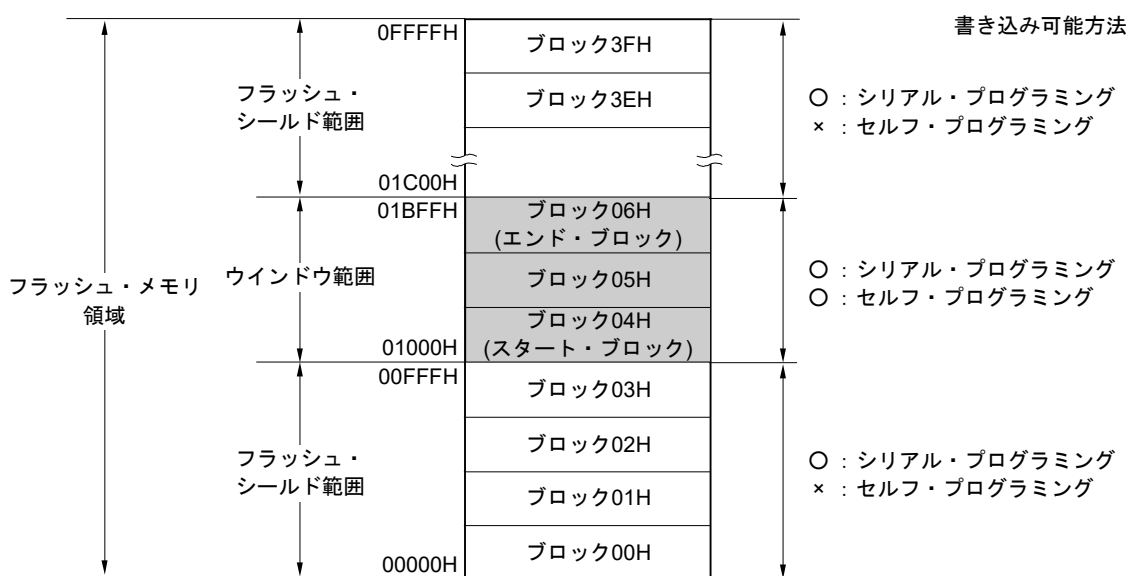 書き込み可能方法
0FFFFH
ブロック3FH
フラッシュ・
シールド範囲
ブロック3EH
○ : シリアル・プログラミング
× : セルフ・プログラミング
01C00H
01BFFH
ブロック06H
(エンド・ブロック)
フラッシュ・メモリ
領域
ウインドウ範囲
ブロック05H
○ : シリアル・プログラミング
○ : セルフ・プログラミング
ブロック04H
(スタート・ブロック)
01000H
00FFFH
ブロック03H
フラッシュ・
シールド範囲
ブロック02H
○ : シリアル・プログラミング
× : セルフ・プログラミング
ブロック01H
ブロック00H
00000H